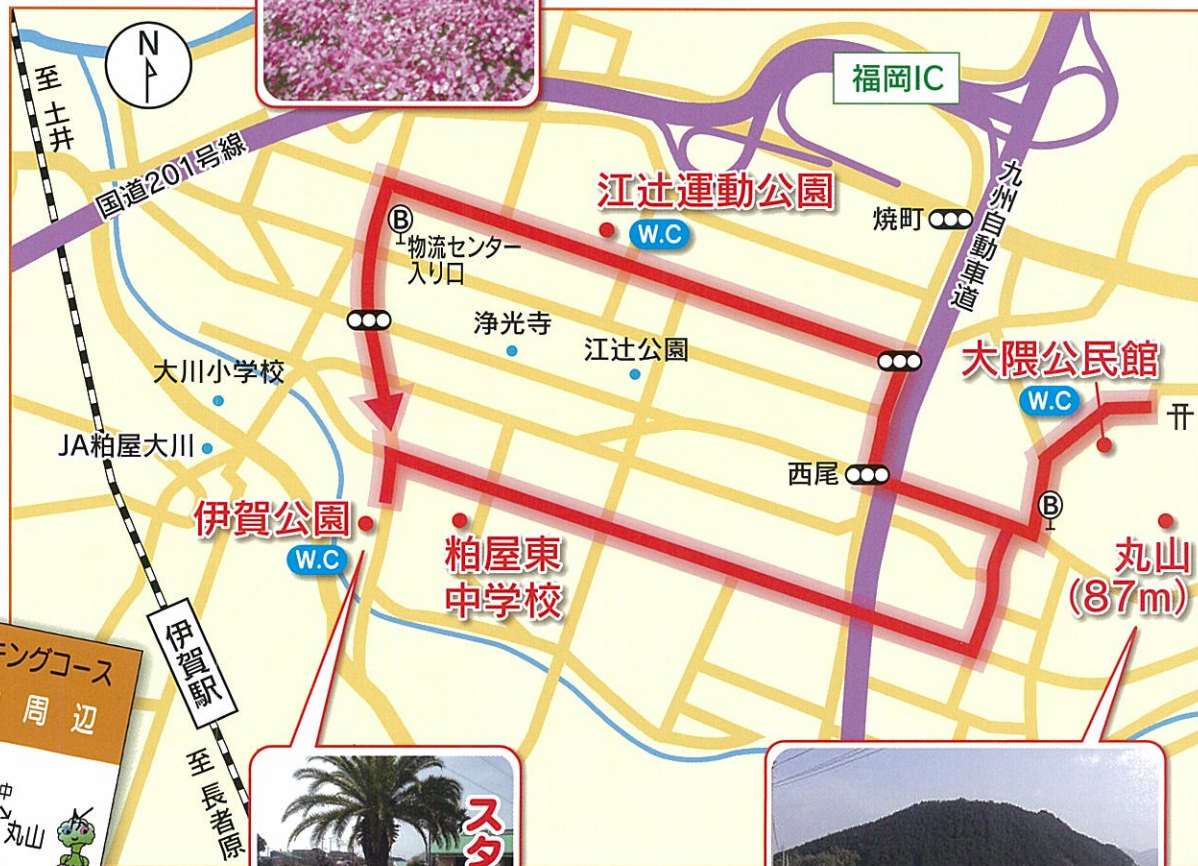 N
至 土井
国道201号線
福岡IC
九州自動車道
江辻運動公園
W.C
焼町
B
物流センター
入り口
浄光寺
江辻公園
大川小学校
JA粕屋大川
大隈公民館
W.C
西尾
B
伊賀公園
W.C
粕屋東
中学校
丸山
(87m)
伊賀駅
至 長者原
キングコース
周辺
中
丸山
スタ